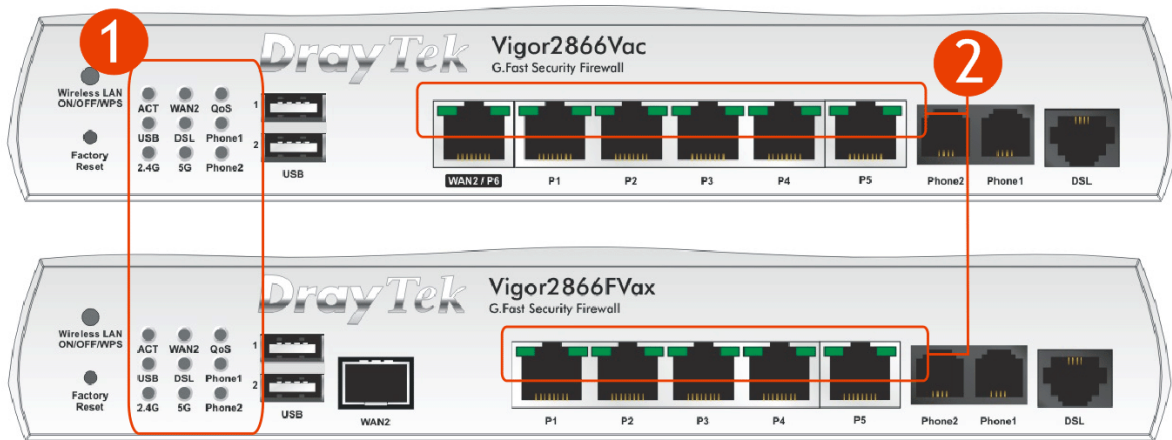 1
DrayTek
Vigor2866Vac
G.Fast Security Firewall
2
Wireless LAN
ON/OFF/WPS
ACT WAN2 QoS
USB DSL Phone1
2.4G 5G Phone2
Factory
Reset
1
2
USB
WAN2 / P6
P1
P2
P3
P4
P5
Phone2
Phone1
DSL
DrayTek
Vigor2866FVax
G.Fast Security Firewall
Wireless LAN
ON/OFF/WPS
ACT WAN2 QoS
USB DSL Phone1
2.4G 5G Phone2
Factory
Reset
1
2
USB
WAN2
P1
P2
P3
P4
P5
Phone2
Phone1
DSL